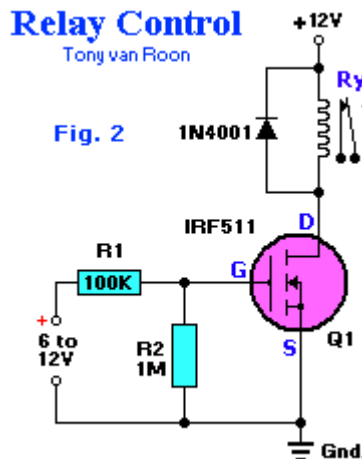 Relay Control
Tony van Roon
+12V
Fig. 2
1N4001
Ry
IRF511
D
R1
100K
G
+
6 to
12V
R2
1M
S
Q1
Gnd